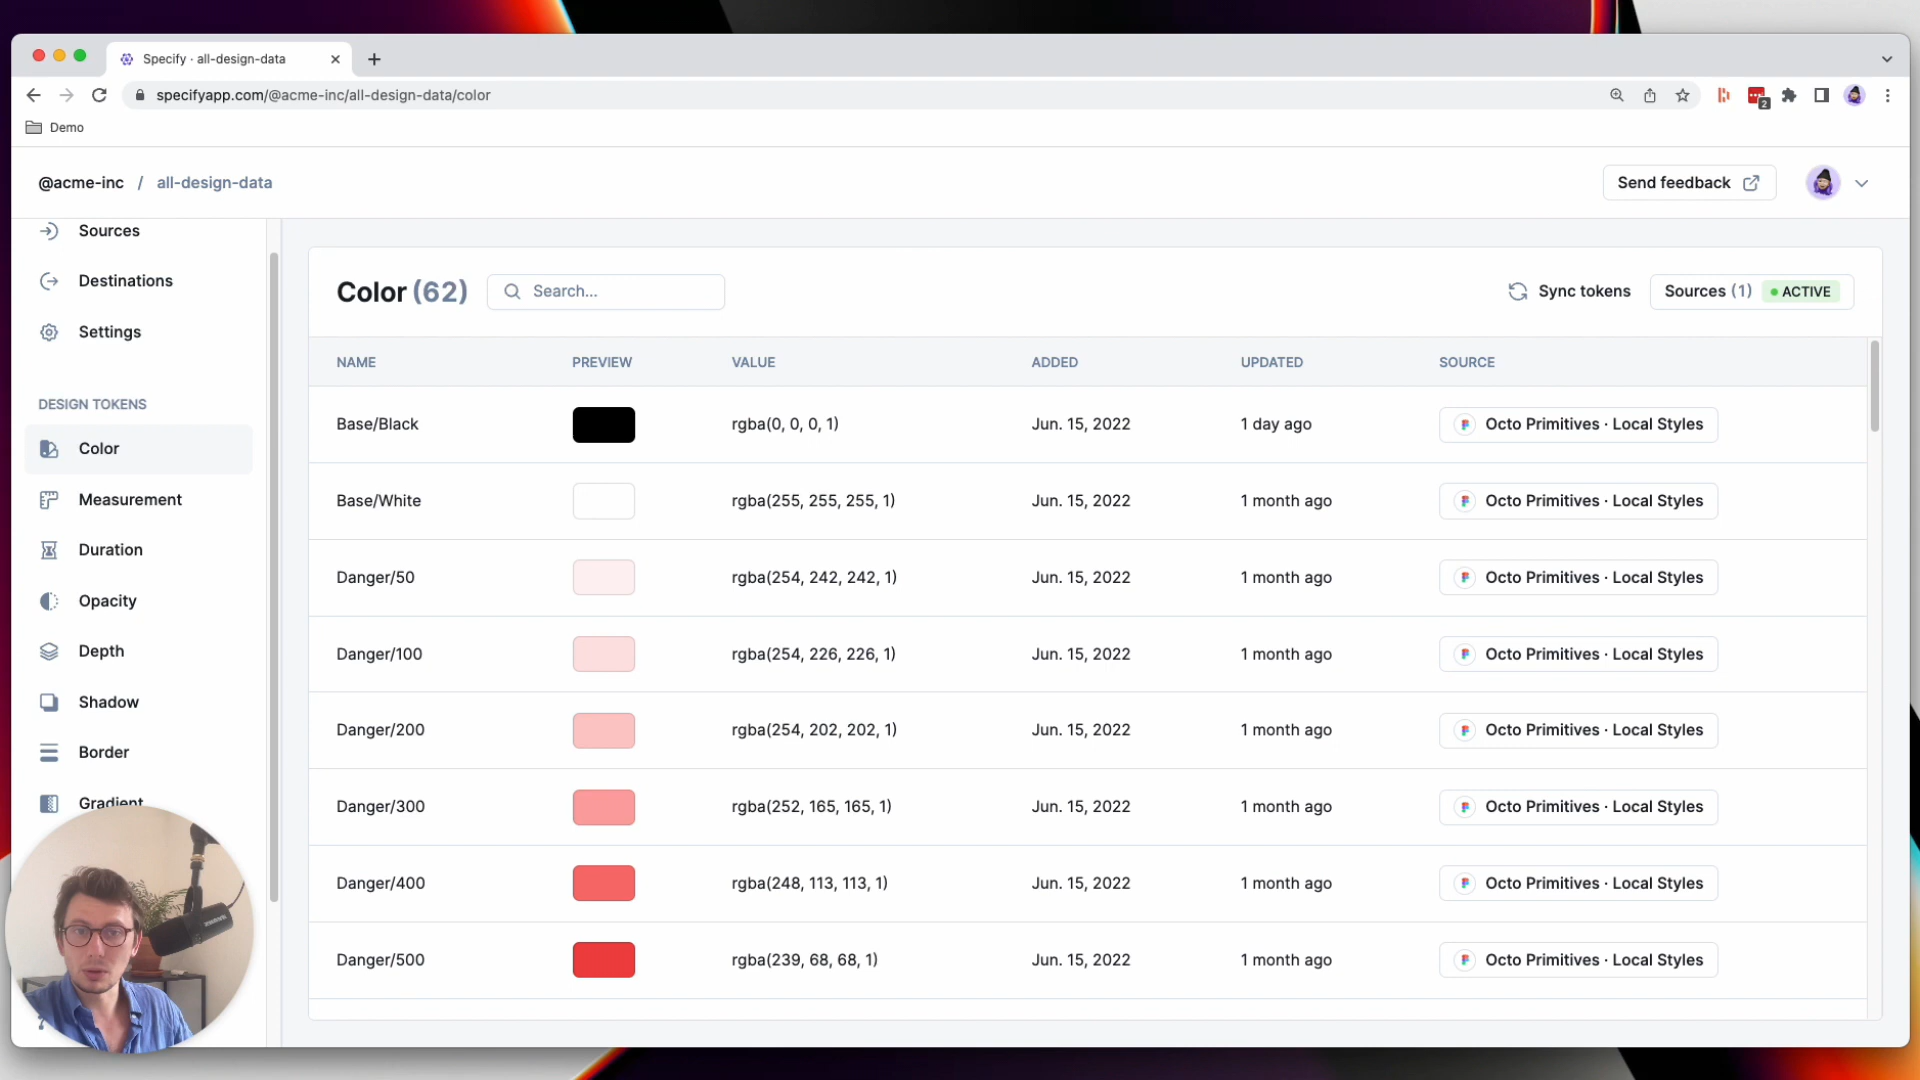 Specify · all-design-data
specifyapp.com/@acme-inc/all-design-data/color
2
Demo
@acme-inc / all-design-data
Send feedback
Sources
Destinations
Settings
DESIGN TOKENS
Color
Measurement
Duration
Opacity
Depth
Shadow
Border
Gradient
Color (62)
Search...
Sync tokens
Sources (1) ACTIVE
NAME PREVIEW VALUE ADDED UPDATED SOURCE
Base/Black rgba(0, 0, 0, 1) Jun. 15, 2022 1 day ago Octo Primitives · Local Styles
Base/White rgba(255, 255, 255, 1) Jun. 15, 2022 1 month ago Octo Primitives · Local Styles
Danger/50 rgba(254, 242, 242, 1) Jun. 15, 2022 1 month ago Octo Primitives · Local Styles
Danger/100 rgba(254, 226, 226, 1) Jun. 15, 2022 1 month ago Octo Primitives · Local Styles
Danger/200 rgba(254, 202, 202, 1) Jun. 15, 2022 1 month ago Octo Primitives · Local Styles
Danger/300 rgba(252, 165, 165, 1) Jun. 15, 2022 1 month ago Octo Primitives · Local Styles
Danger/400 rgba(248, 113, 113, 1) Jun. 15, 2022 1 month ago Octo Primitives · Local Styles
Danger/500 rgba(239, 68, 68, 1) Jun. 15, 2022 1 month ago Octo Primitives · Local Styles